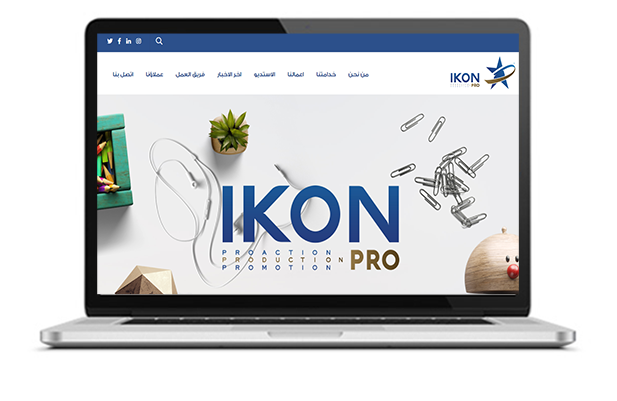 IKON
PRO
من نحن خدماتنا اعمالنا الاستديو اخر الاخبار فريق العمل عملاؤنا اتصل بنا
IKON
PROACTION
PRODUCTION
PROMOTION
PRO